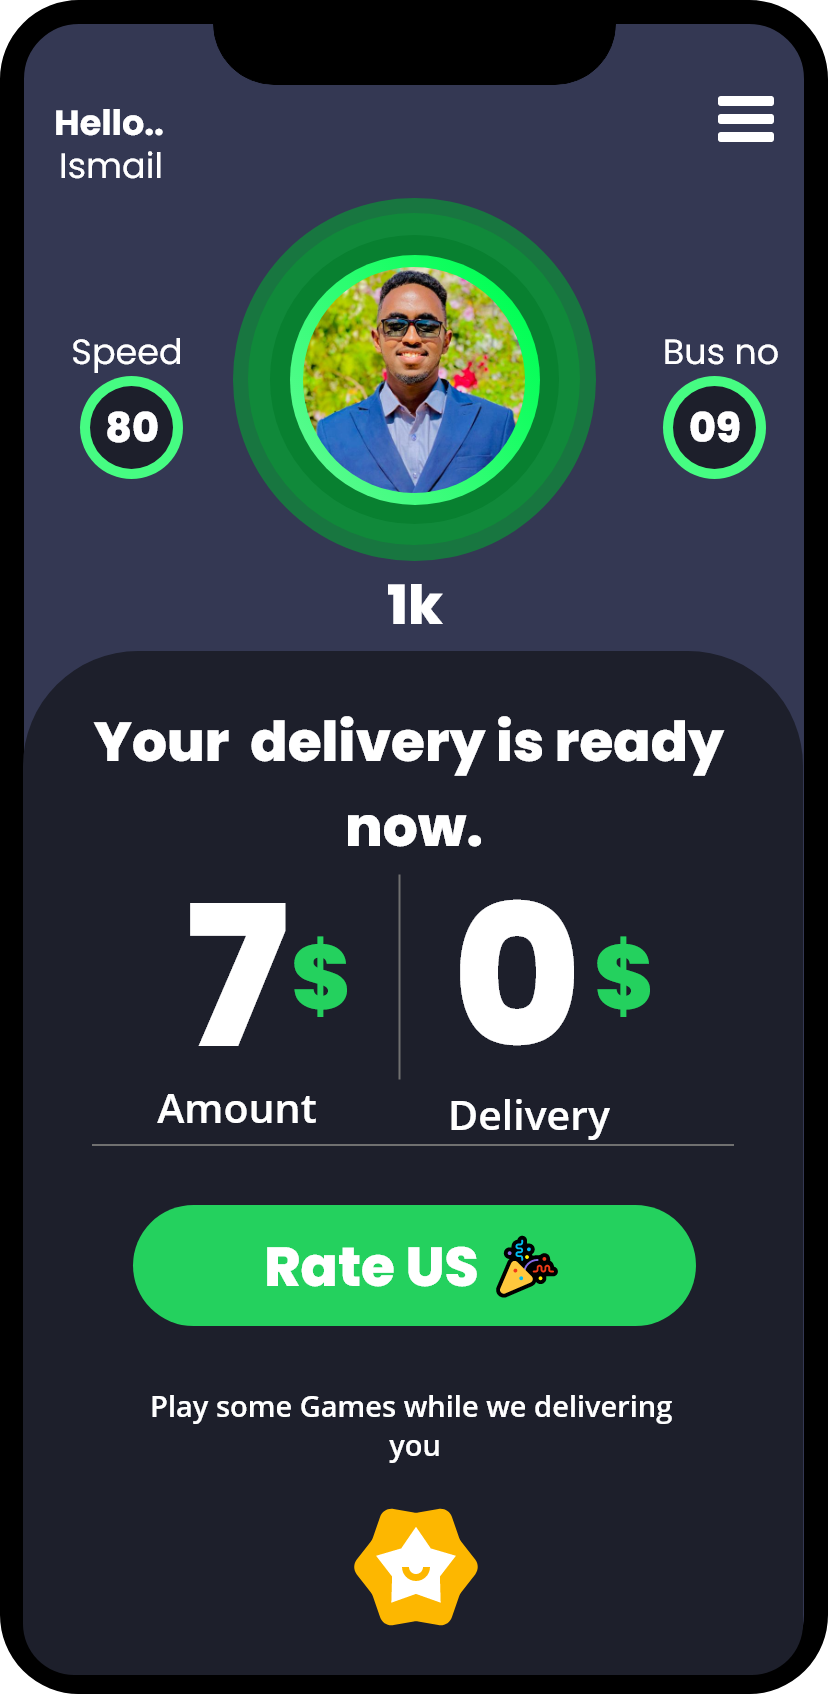 Hello..
Ismail
Speed
80
Bus no
09
1k
Your delivery is ready
now.
7$
0 $
Amount
Delivery
Rate US
Play some Games while we delivering
you